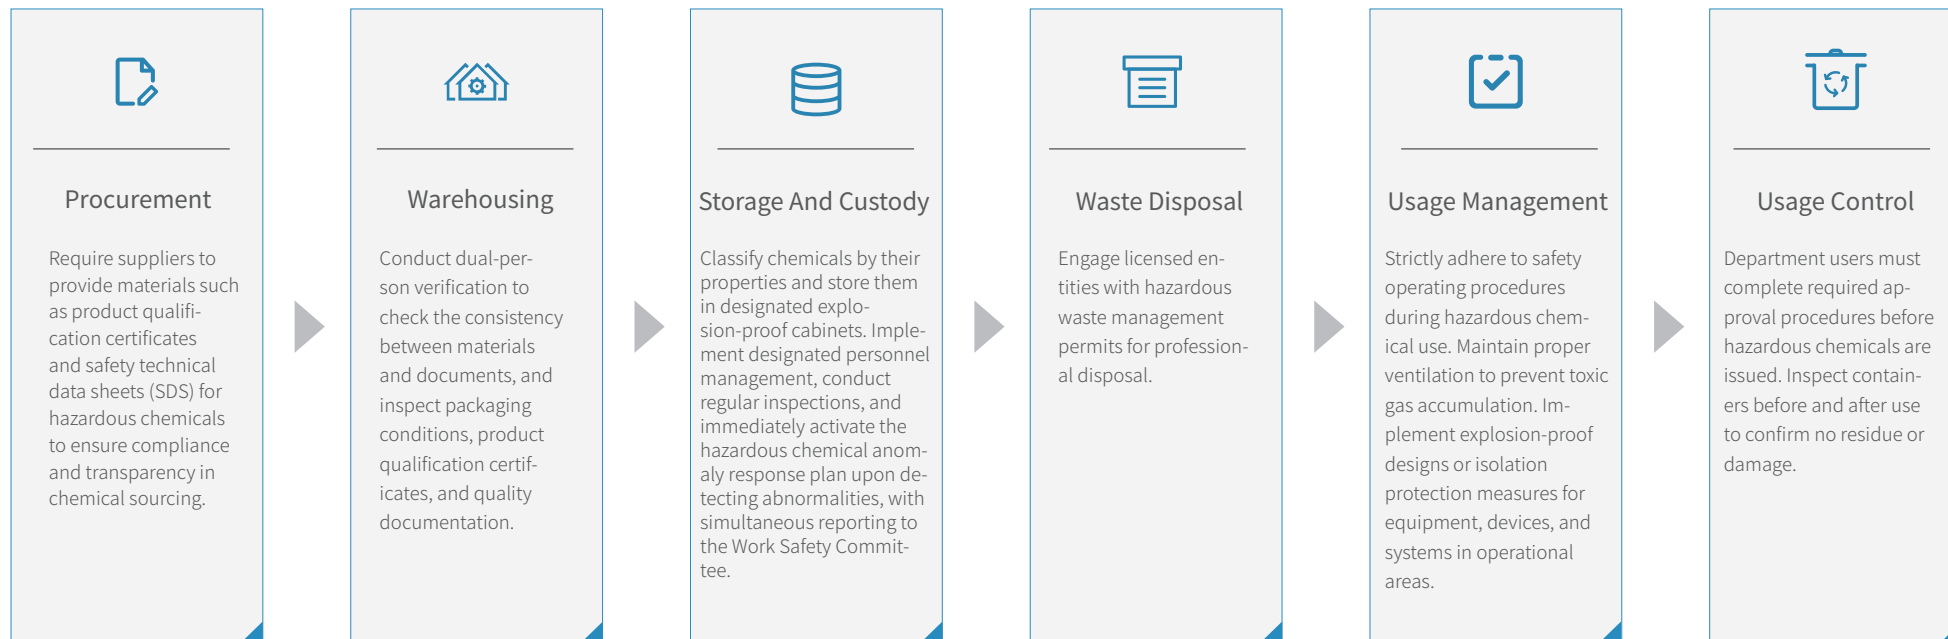 Procurement
Require suppliers to
provide materials such
as product qualifi-
cation certificates
and safety technical
data sheets (SDS) for
hazardous chemicals
to ensure compliance
and transparency in
chemical sourcing.
Warehousing
Conduct dual-per-
son verification to
check the consistency
between materials
and documents, and
inspect packaging
conditions, product
qualification certif-
icates, and quality
documentation.
Storage And Custody
Classify chemicals by their
properties and store them
in designated explo-
sion-proof cabinets. Imple-
ment designated personnel
management, conduct
regular inspections, and
immediately activate the
hazardous chemical anom-
aly response plan upon de-
tecting abnormalities, with
simultaneous reporting to
the Work Safety Commit-
tee.
Waste Disposal
Engage licensed en-
tities with hazardous
waste management
permits for profession-
al disposal.
Usage Management
Strictly adhere to safety
operating procedures
during hazardous chem-
ical use. Maintain proper
ventilation to prevent toxic
gas accumulation. Im-
plement explosion-proof
designs or isolation
protection measures for
equipment, devices, and
systems in operational
areas.
Usage Control
Department users must
complete required ap-
proval procedures before
hazardous chemicals are
issued. Inspect contain-
ers before and after use
to confirm no residue or
damage.